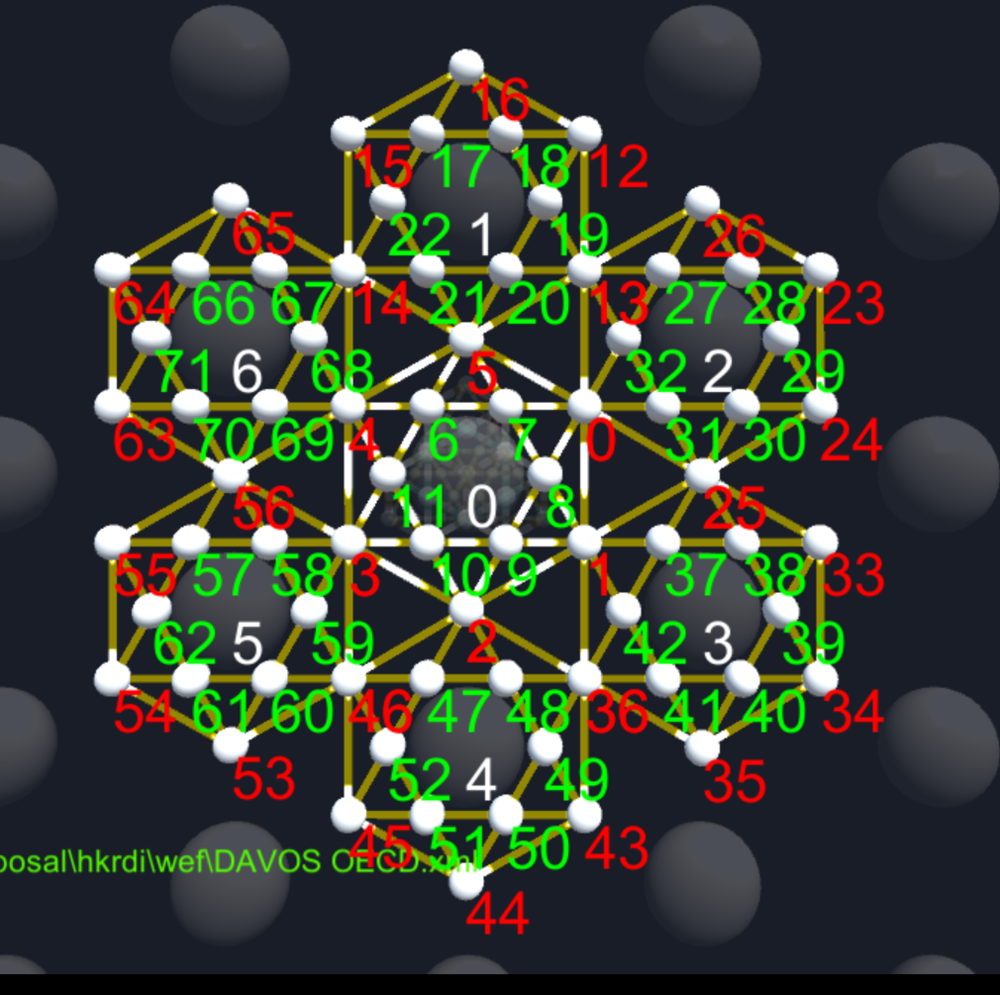 16
15 17 18 12
65 22 1 19 26
64 66 67 14 21 20 13 27 28 23
71 6 68 5 32 2 29
63 70 69 4 6 7 0 31 30 24
56 11 0 8 25
55 57 58 3 10 9 1 37 38 33
62 5 59 2 42 3 39
54 61 60 46 47 48 36 41 40 34
53 52 4 49 35
45 51 50 43
posal\hkrdi\wef\DAVOS OECD.xml
44